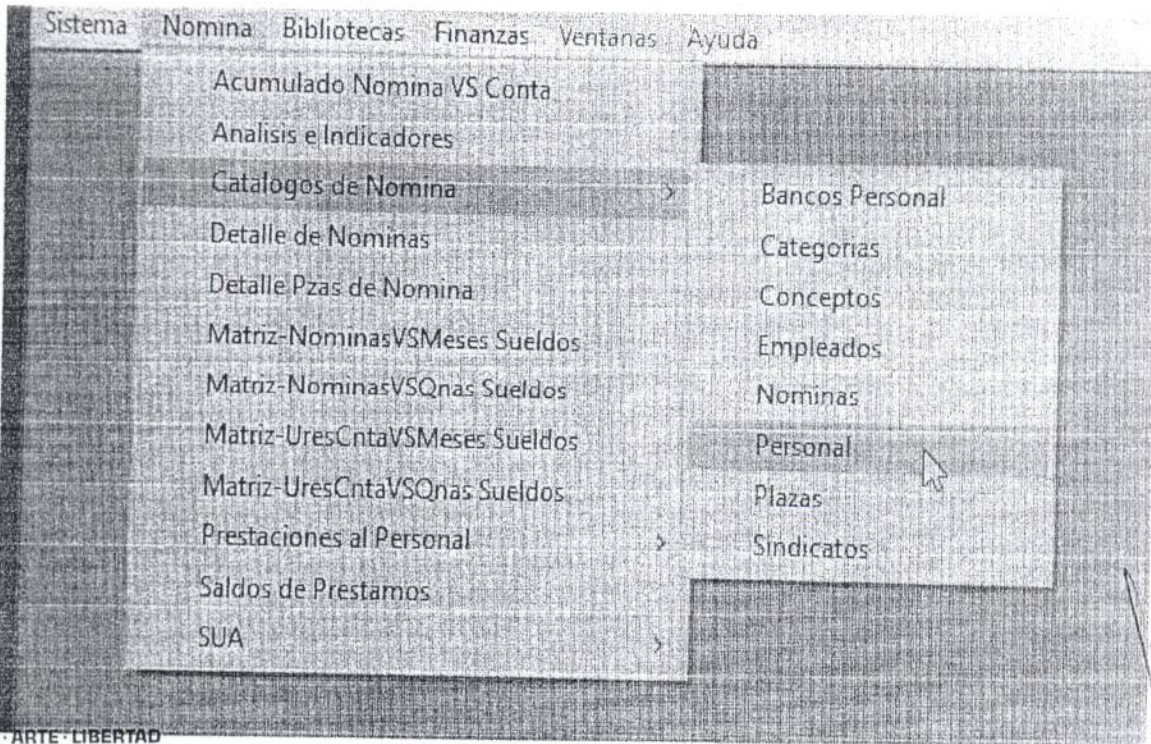 Sistema Nomina Bibliotecas Finanzas Ventanas Ayuda
Acumulado Nomina VS Conta
Analisis e Indicadores
Catalogos de Nomina >
Detalle de Nominas
Detalle Pzas de Nomina
Matriz-NominasVSMeses Sueldos
Matriz-NominasVSQnas Sueldos
Matriz-UresCntaVSMeses Sueldos
Matriz-UresCntaVSQnas Sueldos
Prestaciones al Personal >
Saldos de Prestamos
SUA >
Bancos Personal
Categorias
Conceptos
Empleados
Nominas
Personal
Plazas
Sindicatos
· ARTE · LIBERTAD